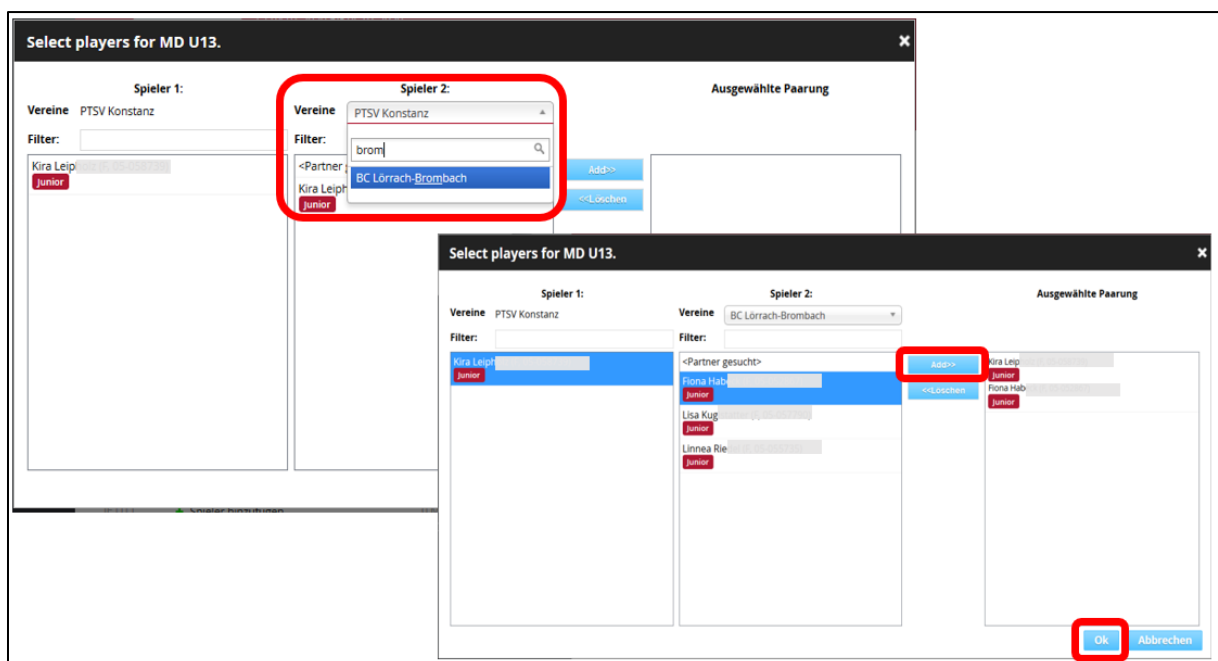 Select players for MD U13.
Spieler 1:
Spieler 2:
Ausgewählte Paarung
Vereine PTSV Konstanz
Vereine PTSV Konstanz
Filter:
Filter:
brom
Kira Leip
Junior
<Partner
BC Lörrach-Brombach
Kira Leiph
Junior
Add>>
<<Löschen
Spieler hinzufügen
Select players for MD U13.
Spieler 1:
Spieler 2:
Ausgewählte Paarung
Vereine PTSV Konstanz
Vereine BC Lörrach-Brombach
Filter:
Filter:
Kira Leiph
Junior
<Partner gesucht>
Fiona Hab
Junior
Lisa Kug
Junior
Linnea Rie
Junior
Add>>
<<Löschen
Kira Leip
Junior
Fiona Hab
Junior
Ok
Abbrechen